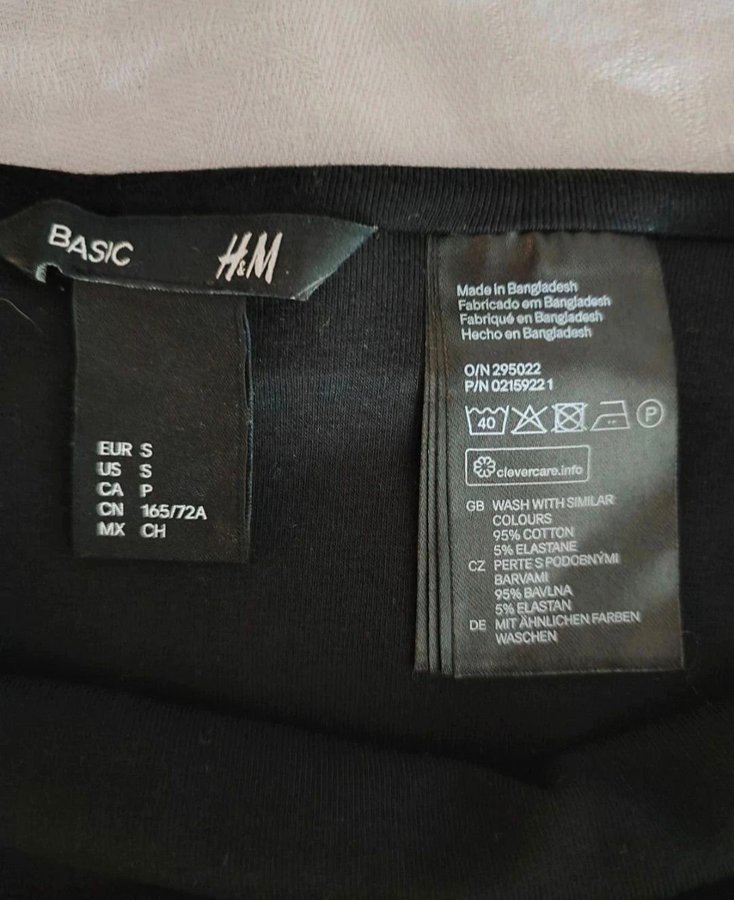 BASIC
H&M
EUR S
US S
CA P
CN 165/72A
MX CH
Made in Bangladesh
Fabricado em Bangladesh
Fabriqué en Bangladesh
Hecho en Bangladesh
O/N 295022
P/N 02159221
40
P
clevercare.info
GB WASH WITH SIMILAR
COLOURS
95% COTTON
5% ELASTANE
CZ PERTE S PODOBNÝMI
BARVAMI
95% BAVLNA
5% ELASTAN
DE MIT ÄHNLICHEN FARBEN
WASCHEN